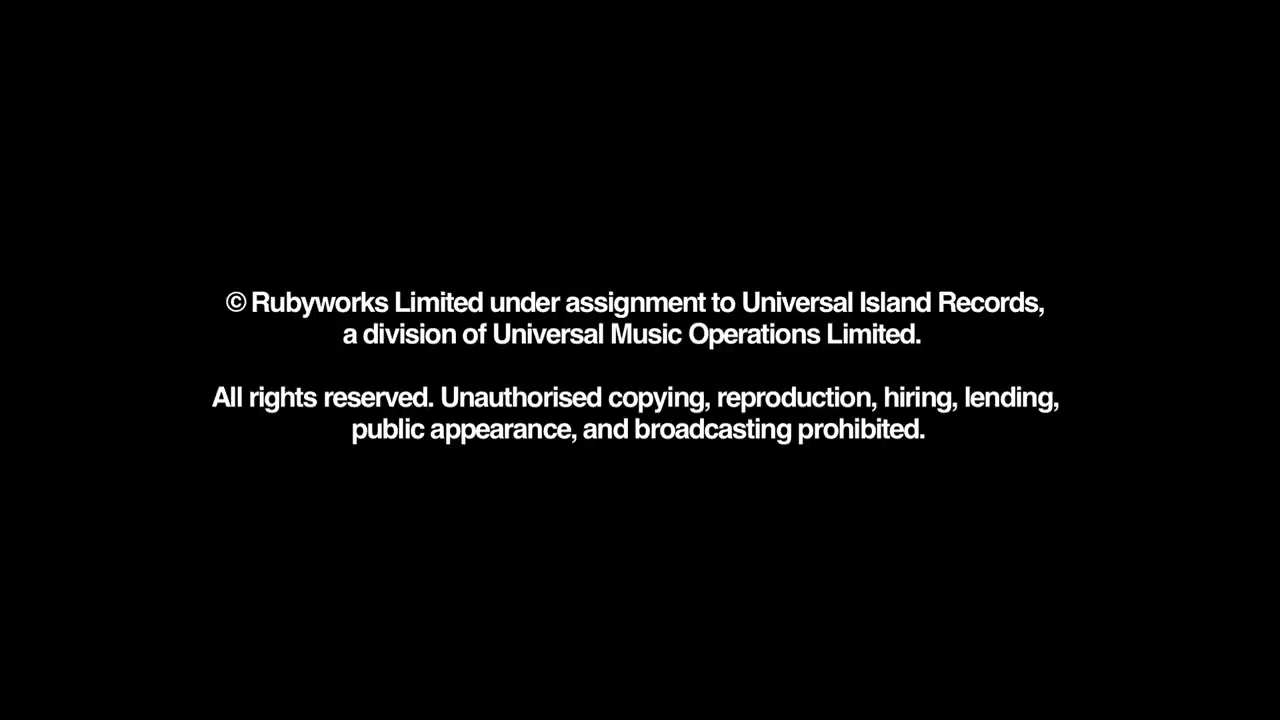 © Rubyworks Limited under assignment to Universal Island Records,
a division of Universal Music Operations Limited.
All rights reserved. Unauthorised copying, reproduction, hiring, lending,
public appearance, and broadcasting prohibited.